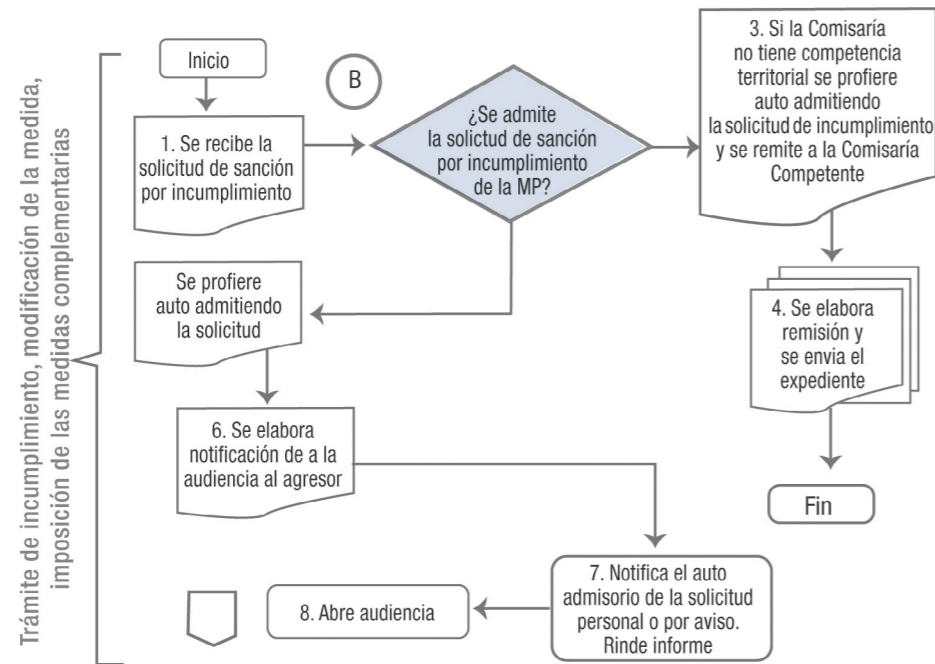 Trámite de incumplimiento, modificación de la medida,
imposición de las medidas complementarias
Inicio
B
1. Se recibe la
solicitud de sanción
por incumplimiento
¿Se admite
la solictud de sanción
por incumplimiento
de la MP?
3. Si la Comisaría
no tiene competencia
territorial se profiere
auto admitiendo
la solicitud de incumplimiento
y se remite a la Comisaría
Competente
Se profiere
auto admitiendo
la solicitud
4. Se elabora
remisión y
se envia el
expediente
6. Se elabora
notificación de a la
audiencia al agresor
Fin
7. Notifica el auto
admisorio de la solicitud
personal o por aviso.
Rinde informe
8. Abre audiencia